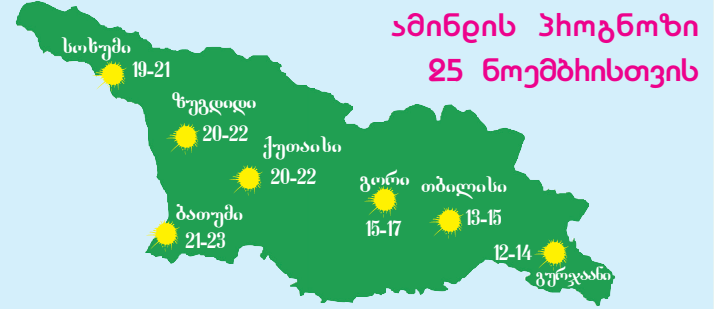 ამინდის პროგნოზი
25 ნოემბრისთვის
სოხუმი
19-21
ზუგდიდი
20-22
ქუთაისი
20-22
გორი
15-17
თბილისი
13-15
ბათუმი
21-23
12-14
გურჯაანი